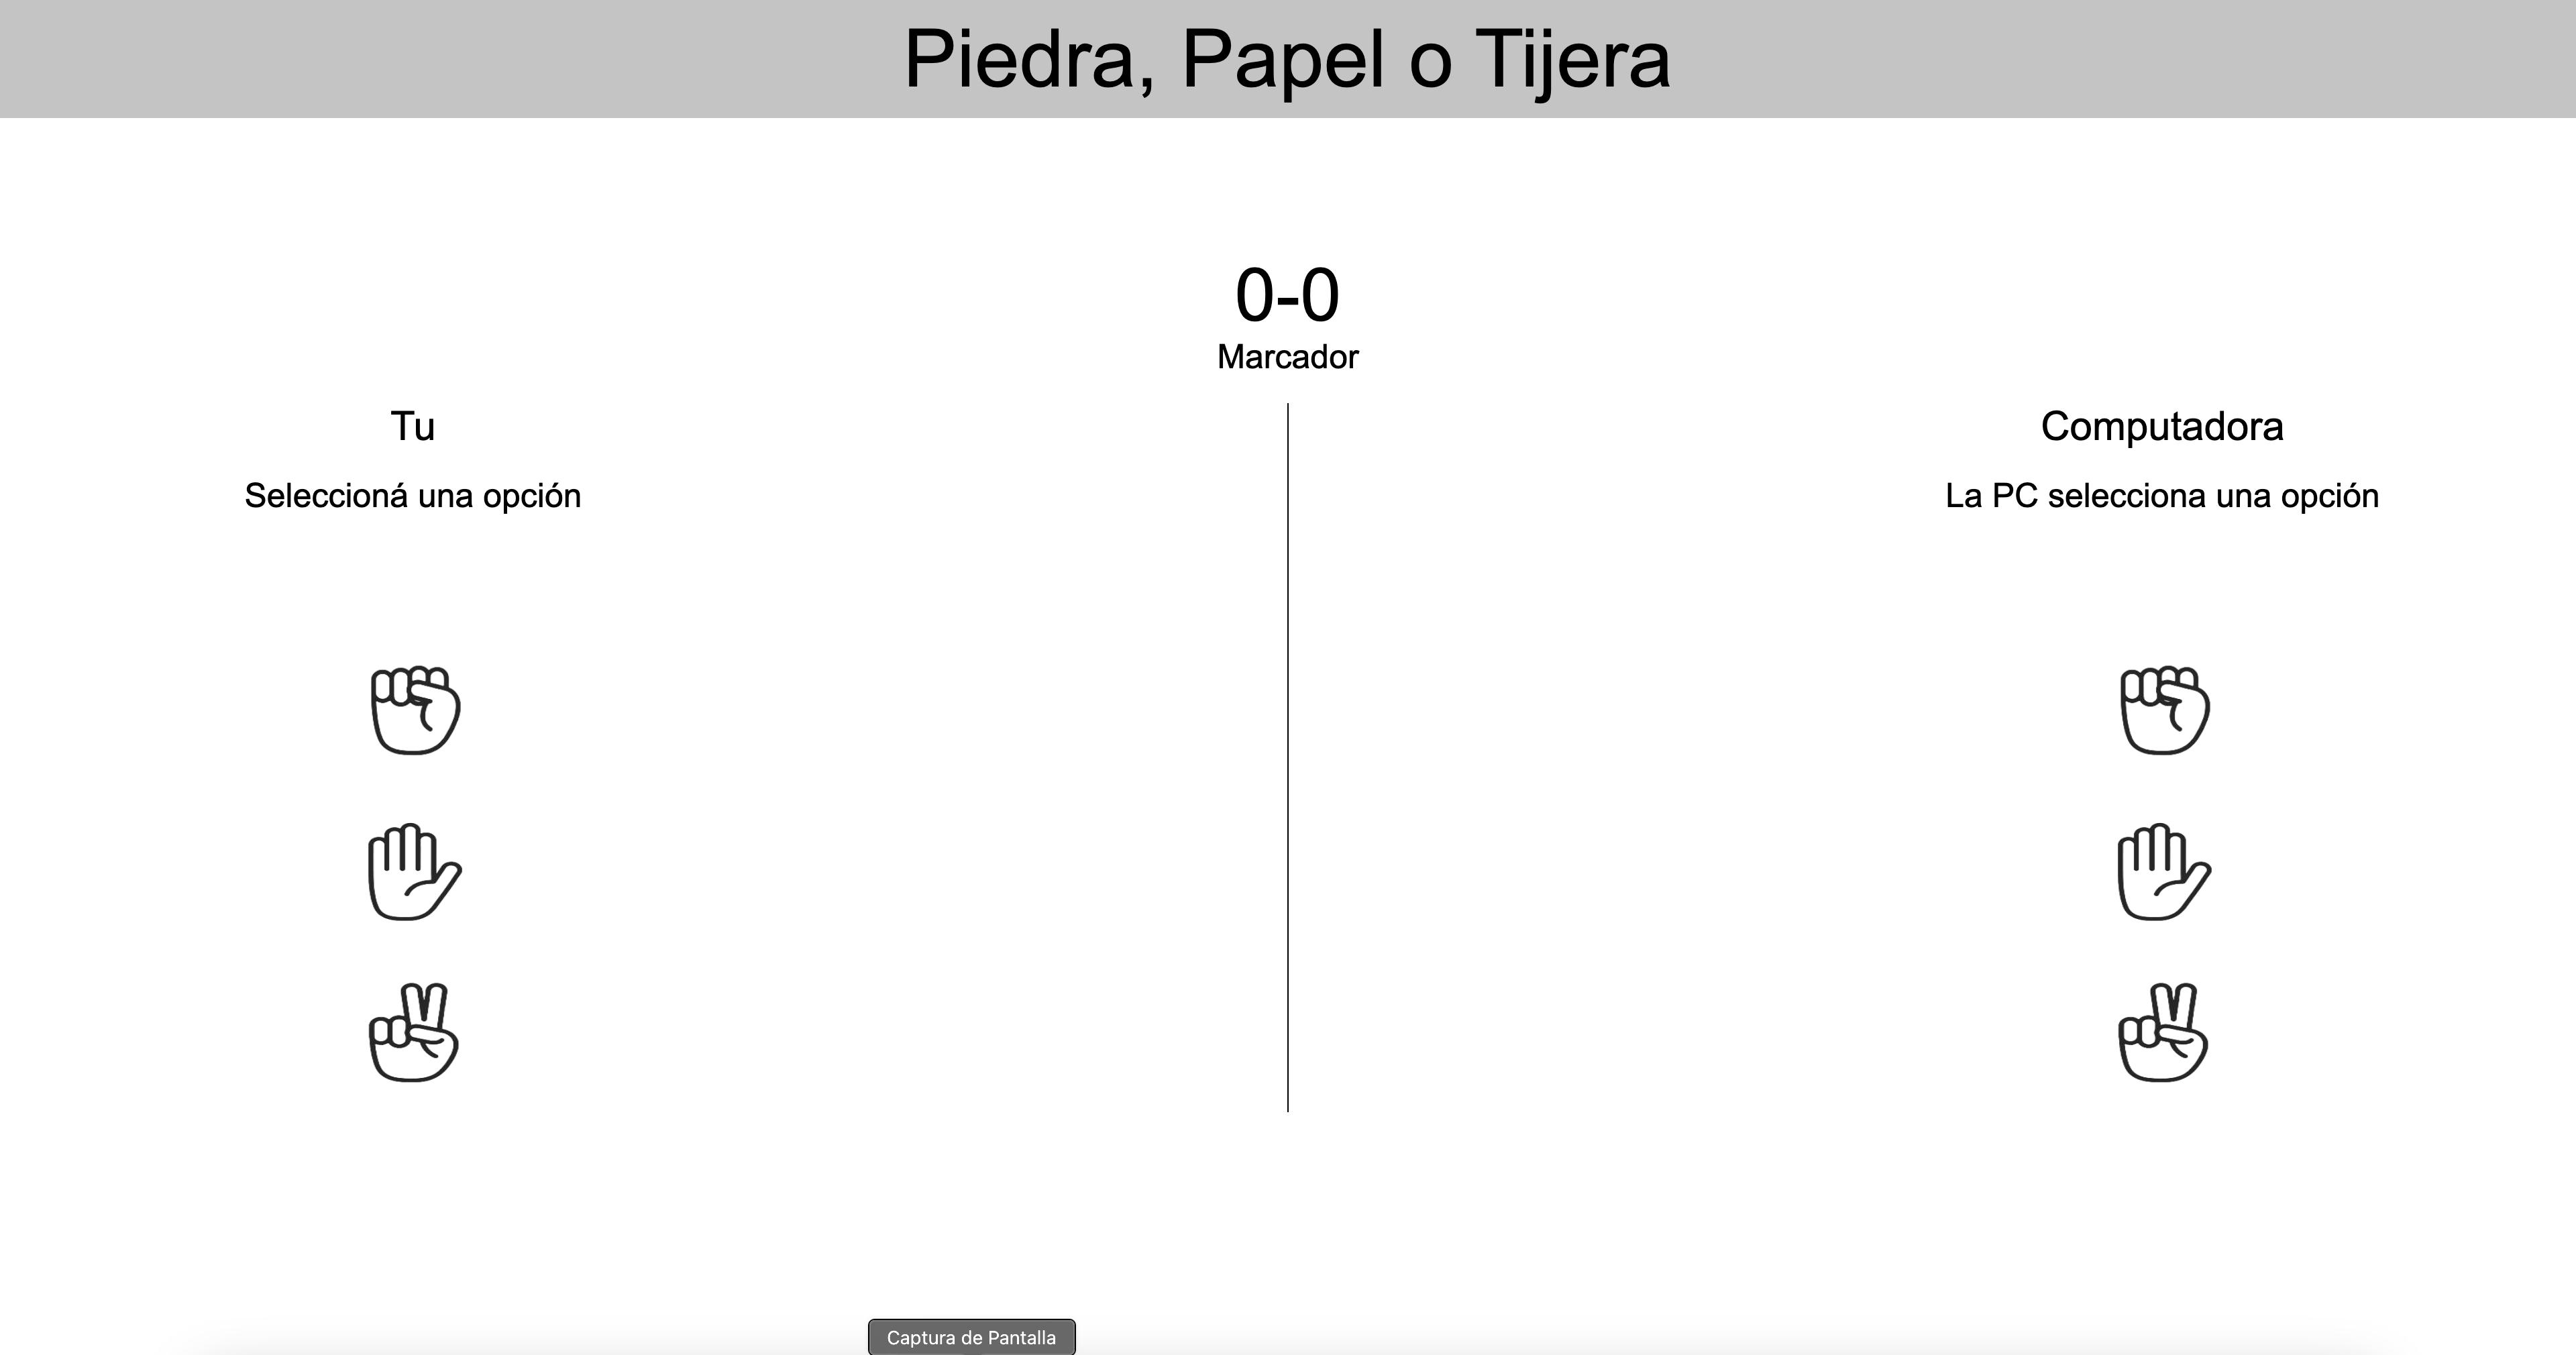 Piedra, Papel o Tijera
0-0
Marcador
Tu
Seleccioná una opción
Computadora
La PC selecciona una opción
Captura de Pantalla